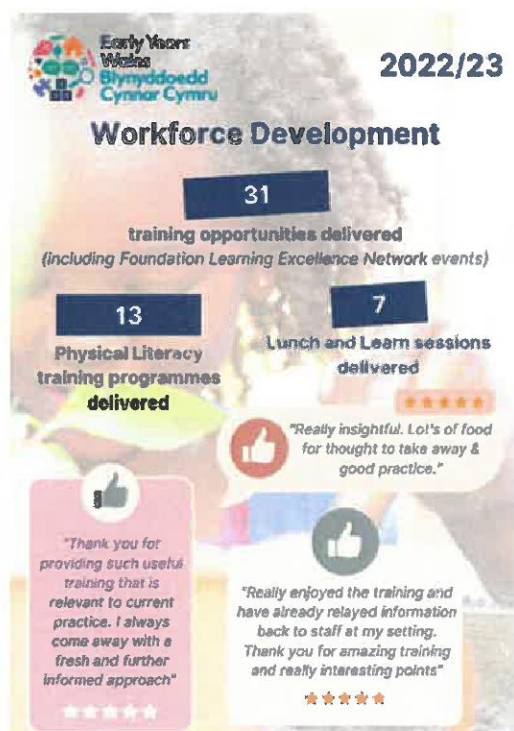 Early Years
Wales
Blynyddoedd
Cynnar Cymru
2022/23
Workforce Development
31
training opportunities delivered
(including Foundation Learning Excellence Network events)
13
Physical Literacy
training programmes
delivered
7
Lunch and Learn sessions
delivered
"Really insightful. Lot's of food
for thought to take away &
good practice."
"Thank you for
providing such useful
training that is
relevant to current
practice. I always
come away with a
fresh and further
informed approach"
"Really enjoyed the training and
have already relayed information
back to staff at my setting.
Thank you for amazing training
and really interesting points"